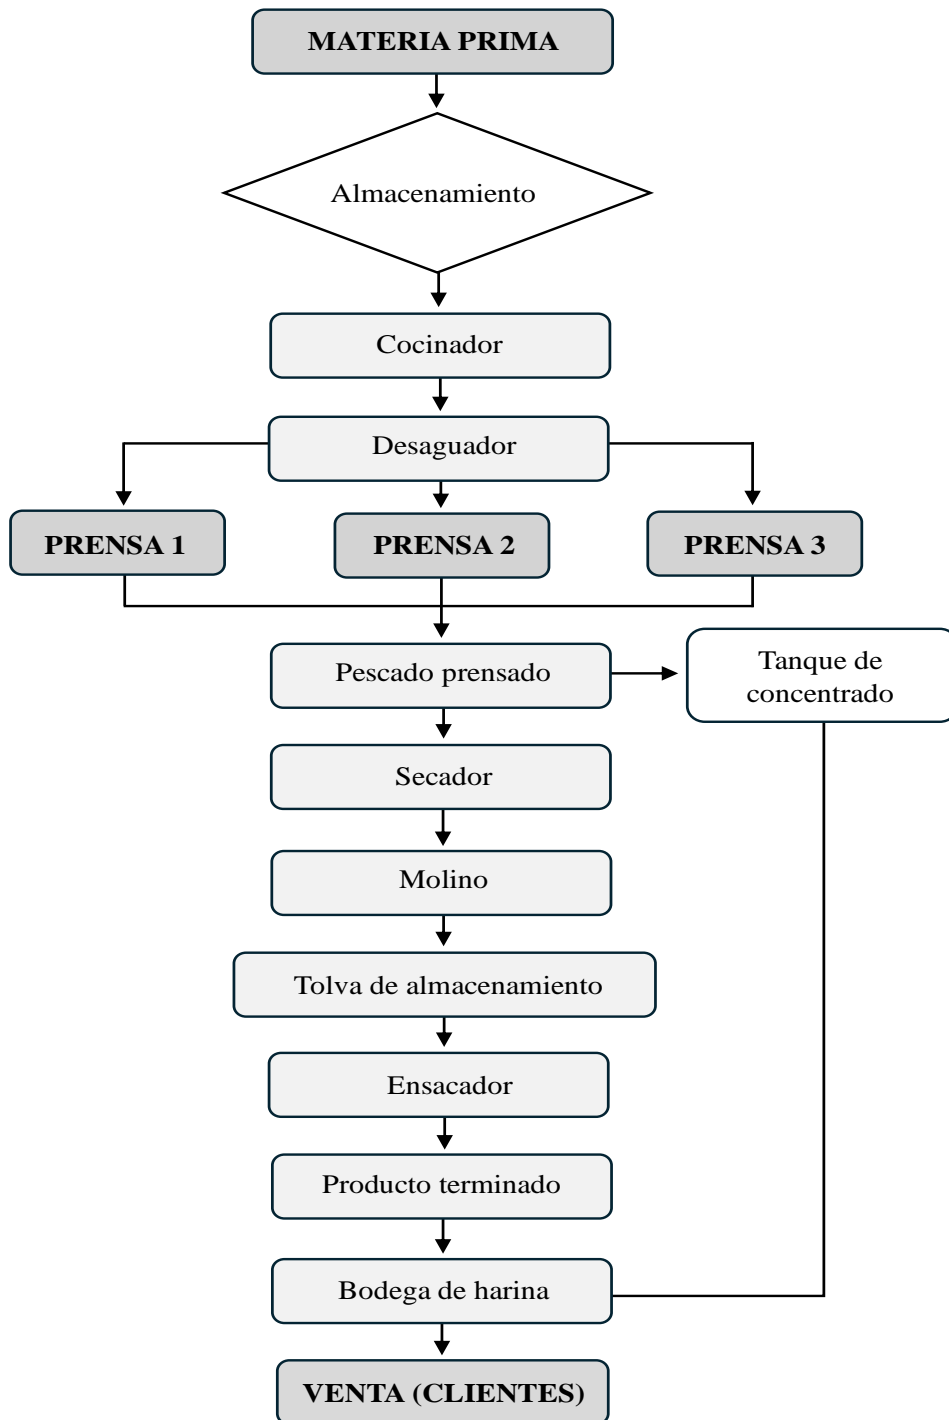 MATERIA PRIMA
Almacenamiento
Cocinador
Desaguador
PRENSA 1
PRENSA 2
PRENSA 3
Pescado prensado
Tanque de
concentrado
Secador
Molino
Tolva de almacenamiento
Ensacador
Producto terminado
Bodega de harina
VENTA (CLIENTES)